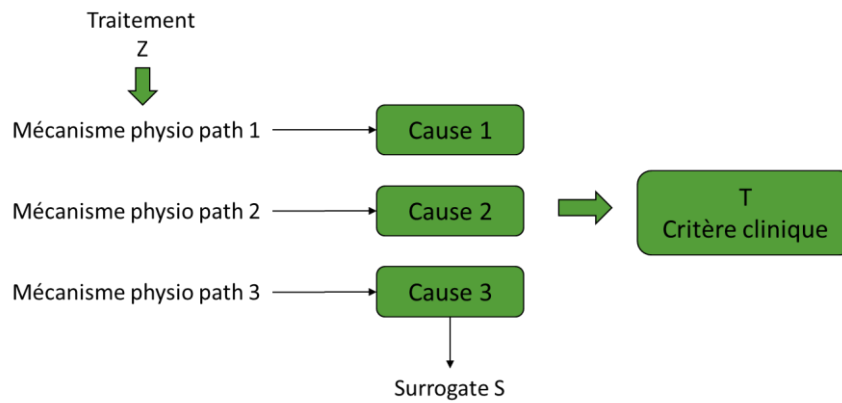 Traitement
Z
Mécanisme physio path 1
Cause 1
Mécanisme physio path 2
Cause 2
T
Critère clinique
Mécanisme physio path 3
Cause 3
Surrogate S